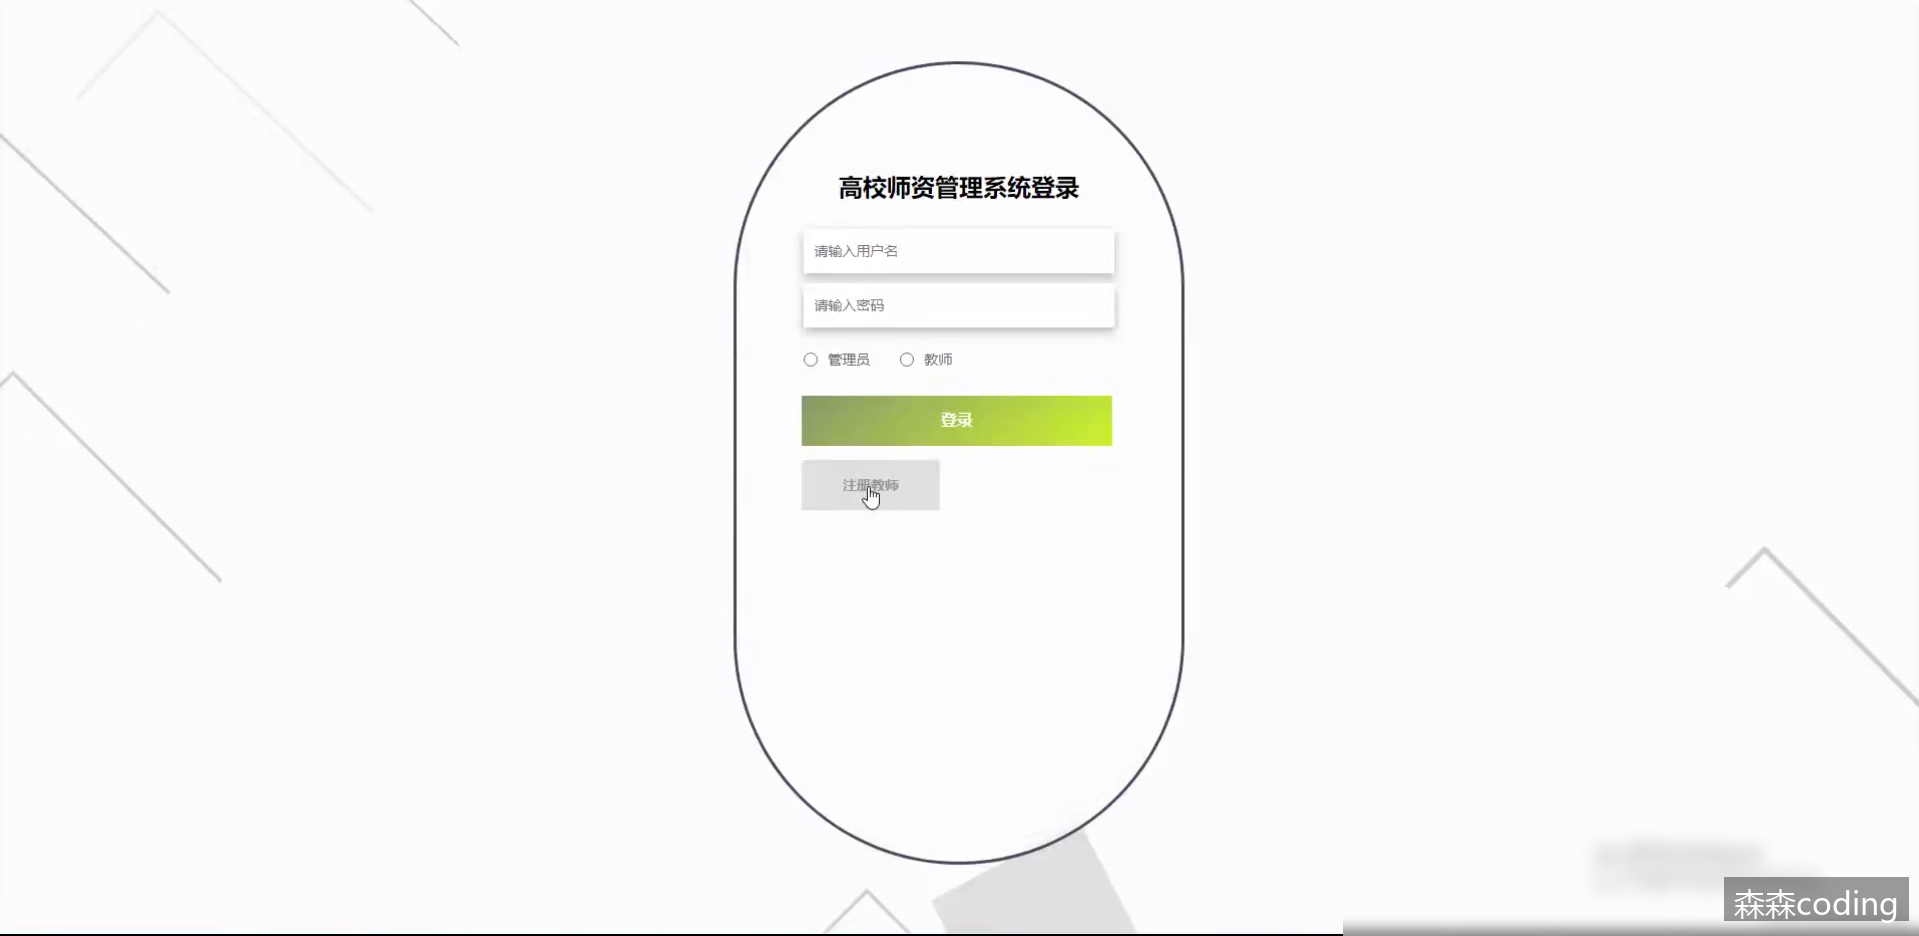 高校师资管理系统登录
请输入用户名
请输入密码
管理员 教师
登录
注册教师
森森coding